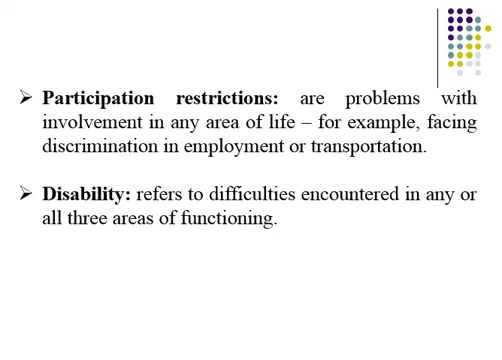 ➢ Participation restrictions: are problems with
involvement in any area of life – for example, facing
discrimination in employment or transportation.
➢ Disability: refers to difficulties encountered in any or
all three areas of functioning.